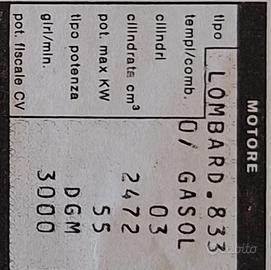 MOTORE
tipo LOMBARD.833
tempi/comb. 0/ GASOL
cilindri 03
cilindrata cm³ 2472
pot. max KW 55
tipo potenza DGM
giri/min. 3000
pot. fiscale CV
subito